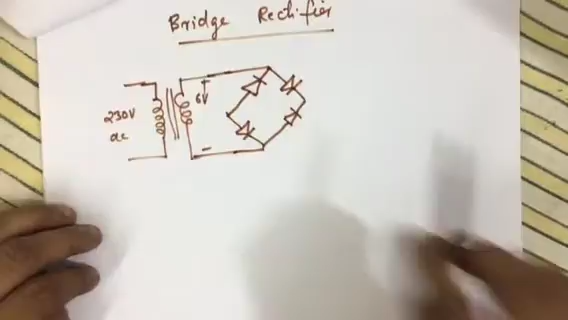 Bridge Rectifier
+
6V
230V
ac
-